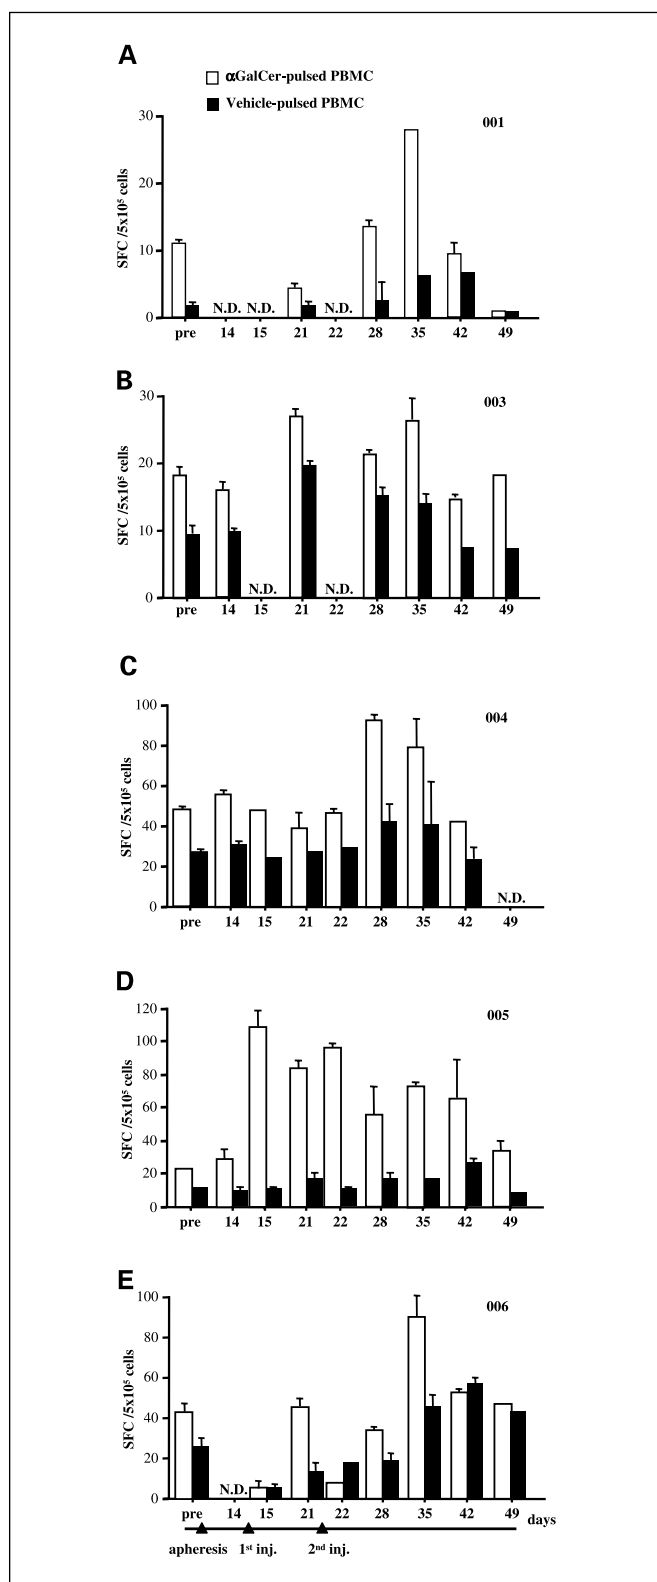 A
αGalCer-pulsed PBMC
Vehicle-pulsed PBMC
001
SFC /5x10⁵ cells
30
20
10
0
N.D. N.D. N.D.
pre 14 15 21 22 28 35 42 49
B
003
SFC /5x10⁵ cells
30
20
10
0
N.D. N.D.
pre 14 15 21 22 28 35 42 49
C
004
SFC /5x10⁵ cells
100
80
60
40
20
0
N.D.
pre 14 15 21 22 28 35 42 49
D
005
SFC /5x10⁵ cells
120
100
80
60
40
20
0
pre 14 15 21 22 28 35 42 49
E
006
SFC /5x10⁵ cells
100
80
60
40
20
0
N.D.
pre 14 15 21 22 28 35 42 49 days
apheresis 1st inj. 2nd inj.